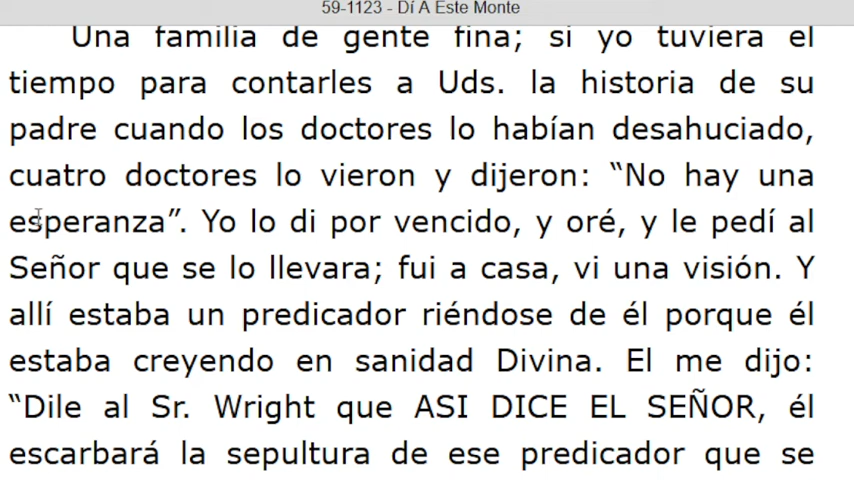 59-1123 - Dí A Este Monte
Una familia de gente fina; si yo tuviera el
tiempo para contarles a Uds. la historia de su
padre cuando los doctores lo habían desahuciado,
cuatro doctores lo vieron y dijeron: “No hay una
esperanza”. Yo lo di por vencido, y oré, y le pedí al
Señor que se lo llevara; fui a casa, vi una visión. Y
allí estaba un predicador riéndose de él porque él
estaba creyendo en sanidad Divina. El me dijo:
“Dile al Sr. Wright que ASI DICE EL SEÑOR, él
escarbará la sepultura de ese predicador que se